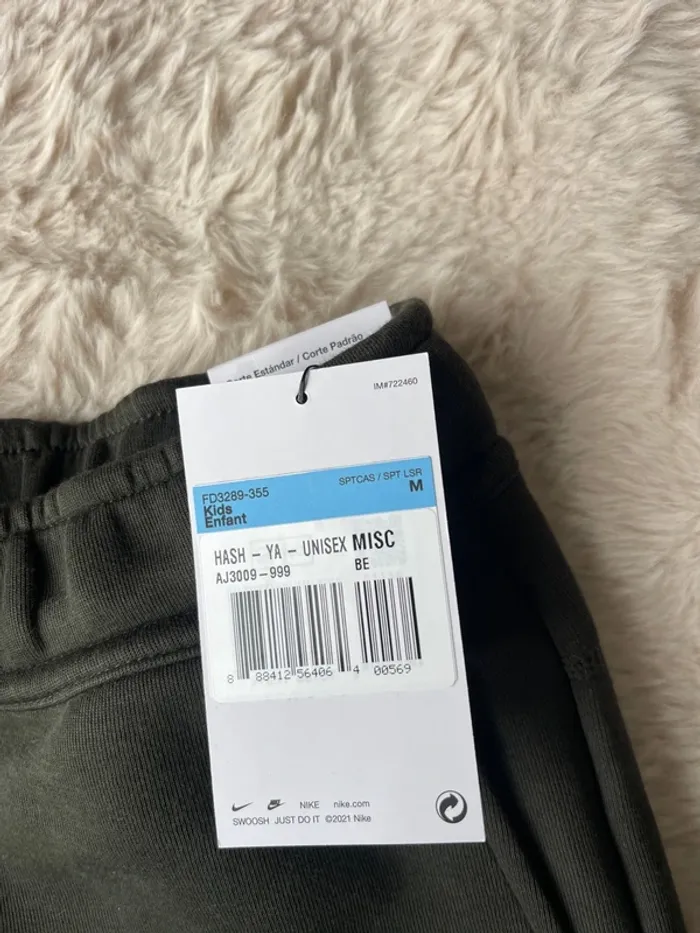 Estándar / Corte Padrão
IM#722460
FD3289-355
SPTCAS / SPT LSR
Kids
M
Enfant
HASH - YA - UNISEX MISC
AJ3009-999
BE
8 88412 56406 4 00569
NIKE nike.com
SWOOSH JUST DO IT ©2021 Nike